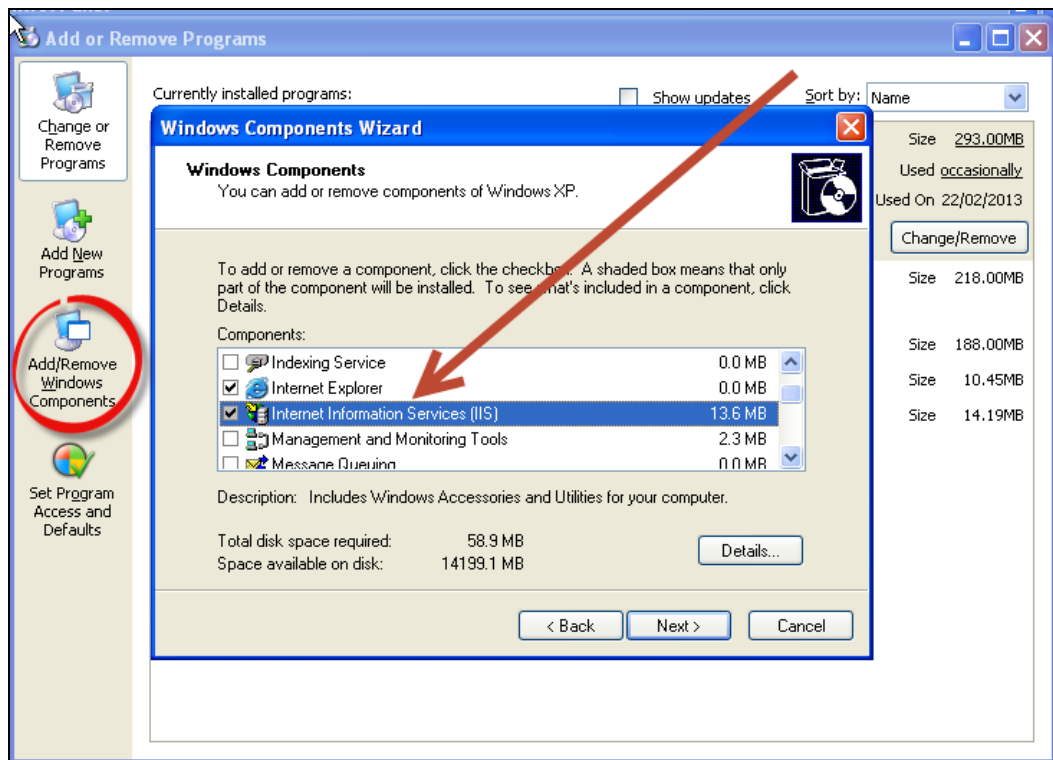 Add or Remove Programs
Change or
Remove
Programs
Add New
Programs
Add/Remove
Windows
Components
Set Program
Access and
Defaults
Currently installed programs:
Show updates
Sort by:
Name
Size 293.00MB
Used occasionally
Used On 22/02/2013
Change/Remove
Size 218.00MB
Size 188.00MB
Size 10.45MB
Size 14.19MB
Windows Components Wizard
Windows Components
You can add or remove components of Windows XP.
To add or remove a component, click the checkbox. A shaded box means that only
part of the component will be installed. To see what's included in a component, click
Details.
Components:
Indexing Service 0.0 MB
Internet Explorer 0.0 MB
Internet Information Services (IIS) 13.6 MB
Management and Monitoring Tools 2.3 MB
Message Queuing 0.0 MB
Description: Includes Windows Accessories and Utilities for your computer.
Total disk space required: 58.9 MB
Space available on disk: 14199.1 MB
Details...
< Back
Next >
Cancel